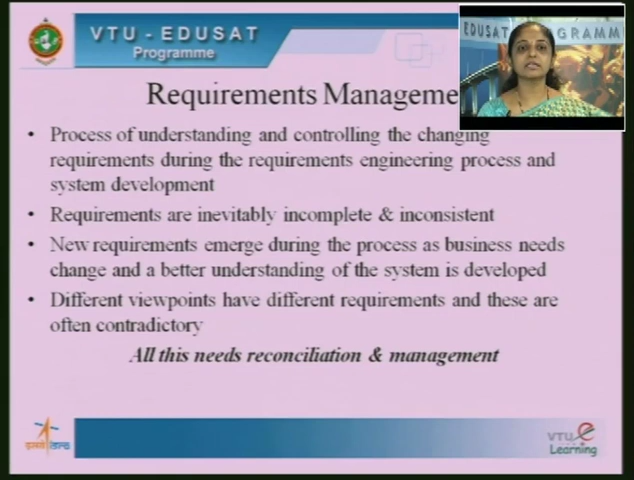 VTU - EDUSAT
Programme
EDUSAT
GRAMM
Requirements Manageme
• Process of understanding and controlling the changing
requirements during the requirements engineering process and
system development
• Requirements are inevitably incomplete & inconsistent
• New requirements emerge during the process as business needs
change and a better understanding of the system is developed
• Different viewpoints have different requirements and these are
often contradictory
All this needs reconciliation & management
VTU e
Learning